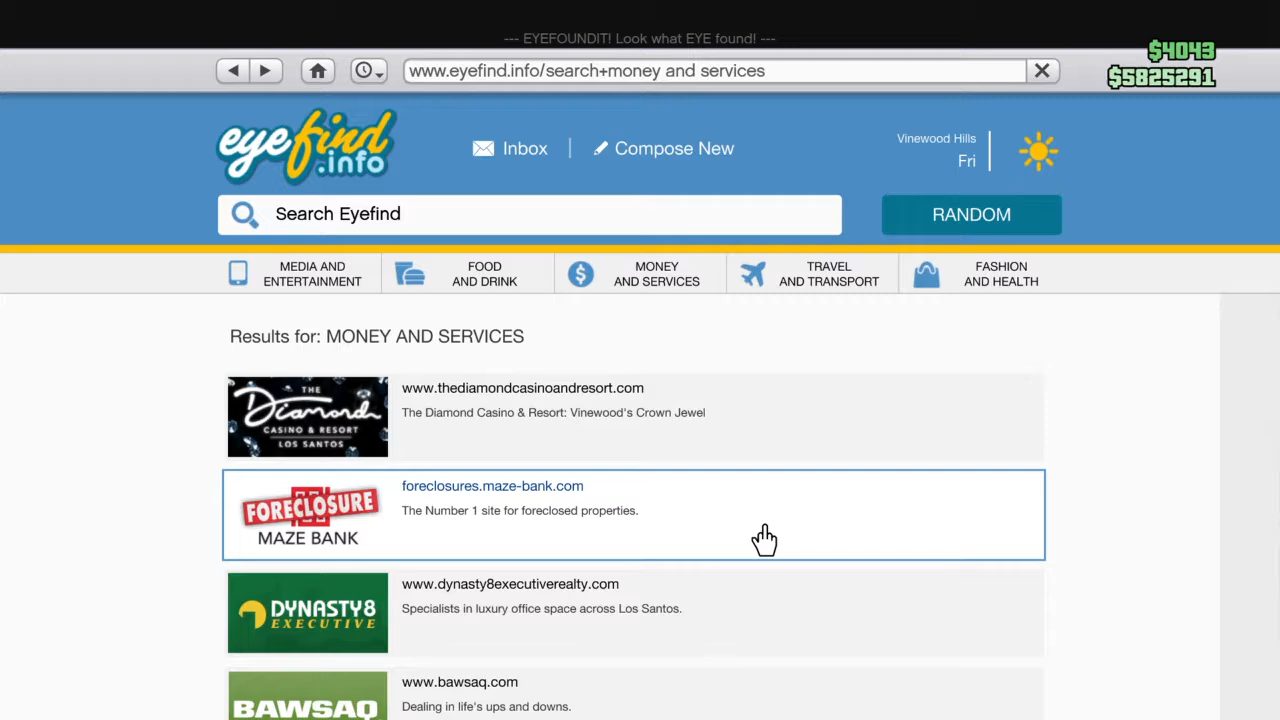 --- EYEFOUNDIT! Look what EYE found! ---
$4043
www.eyefind.info/search+money and services
$5825291
eyefind.info
Inbox
Compose New
Vinewood Hills
Fri
Search Eyefind
RANDOM
MEDIA AND
ENTERTAINMENT
FOOD
AND DRINK
MONEY
AND SERVICES
TRAVEL
AND TRANSPORT
FASHION
AND HEALTH
Results for: MONEY AND SERVICES
THE
Diamond
CASINO & RESORT
LOS SANTOS
www.thediamondcasinoandresort.com
The Diamond Casino & Resort: Vinewood's Crown Jewel
FORECLOSURE
MAZE BANK
foreclosures.maze-bank.com
The Number 1 site for foreclosed properties.
DYNASTY8
EXECUTIVE
www.dynasty8executiverealty.com
Specialists in luxury office space across Los Santos.
BAWSAQ
www.bawsaq.com
Dealing in life's ups and downs.